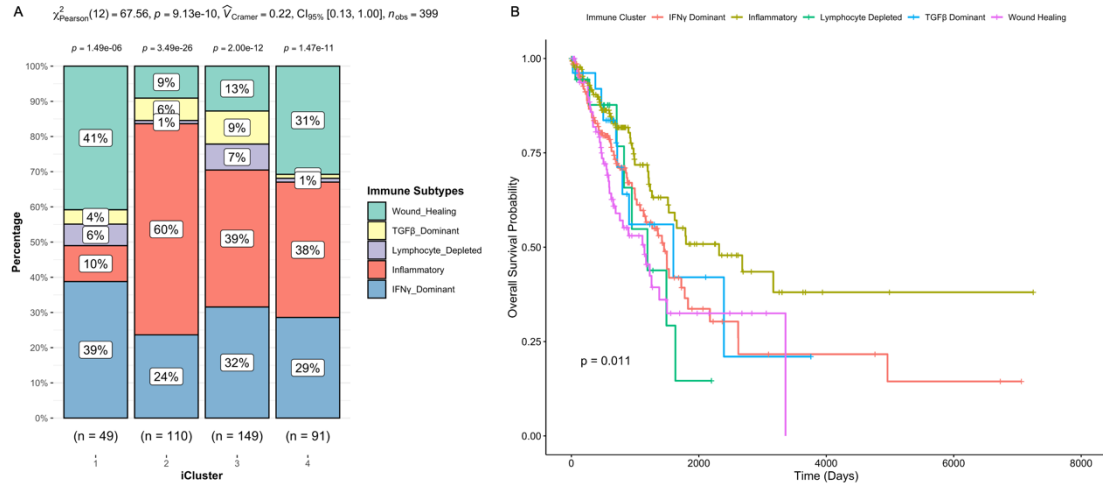 A
χ²Pearson(12) = 67.56, p = 9.13e-10, V̂Cramer = 0.22, CI95% [0.13, 1.00], nobs = 399
p = 1.49e-06 p = 3.49e-26 p = 2.00e-12 p = 1.47e-11
Percentage
100%
90%
80%
70%
60%
50%
40%
30%
20%
10%
0%
41%
4%
6%
10%
39%
9%
6%
1%
60%
24%
13%
9%
7%
39%
32%
31%
1%
38%
29%
(n = 49) (n = 110) (n = 149) (n = 91)
1 2 3 4
iCluster
Immune Subtypes
Wound_Healing
TGFβ_Dominant
Lymphocyte_Depleted
Inflammatory
IFNγ_Dominant
B
Immune Cluster IFNγ Dominant Inflammatory Lymphocyte Depleted TGFβ Dominant Wound Healing
Overall Survival Probability
1.00
0.75
0.50
0.25
0.00
p = 0.011
0 2000 4000 6000 8000
Time (Days)